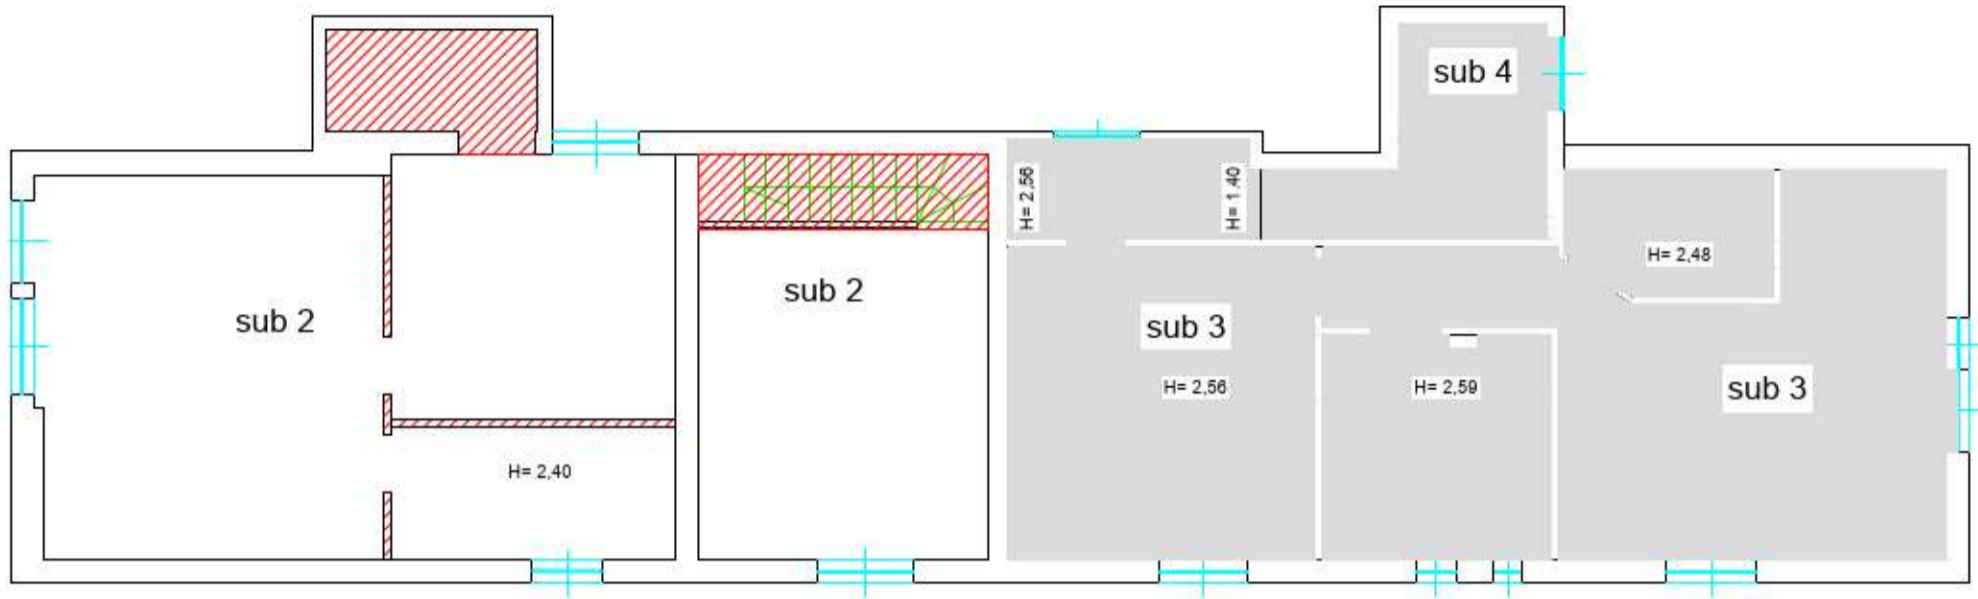 sub 4
H= 2,56
H= 1.40
H= 2,48
sub 2
sub 2
sub 3
H= 2,56
H= 2,59
sub 3
H= 2,40